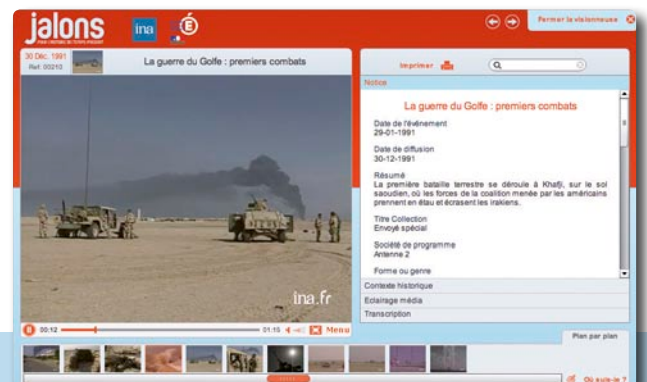 jalons
POUR L'HISTOIRE DU TEMPS PRÉSENT
ina
É
Fermer la visionneuse
30 Déc. 1991
Ref: 00210
La guerre du Golfe : premiers combats
Imprimer
Notice
La guerre du Golfe : premiers combats
Date de l'événement
29-01-1991
Date de diffusion
30-12-1991
Résumé
La première bataille terrestre se déroule à Khafji, sur le sol
saoudien, où les forces de la coalition menée par les américains
prennent en étau et écrasent les irakiens.
Titre Collection
Envoyé spécial
Société de programme
Antenne 2
Forme ou genre
Contexte historique
Eclairage média
Transcription
ina.fr
00:12
01:15
Menu
Plan par plan
Où suis-je ?